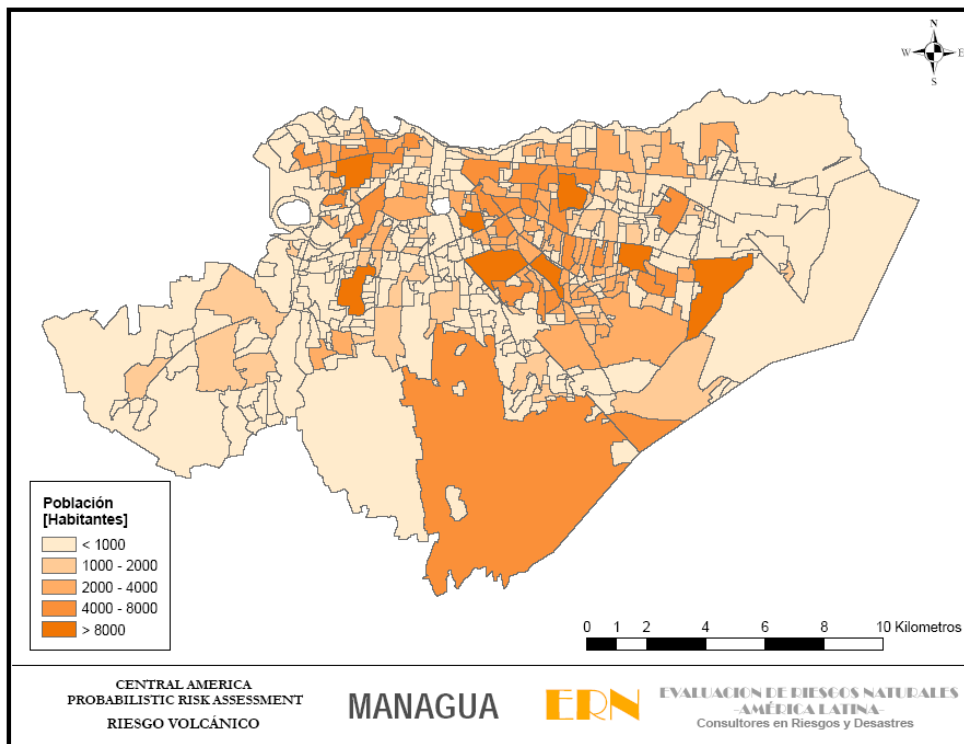 N
W E
S
Población
[Habitantes]
< 1000
1000 - 2000
2000 - 4000
4000 - 8000
> 8000
0 1 2 4 6 8 10 Kilometros
CENTRAL AMERICA
PROBABILISTIC RISK ASSESSMENT
RIESGO VOLCÁNICO
MANAGUA
ERN
EVALUACION DE RIESGOS NATURALES
-AMÉRICA LATINA-
Consultores en Riesgos y Desastres